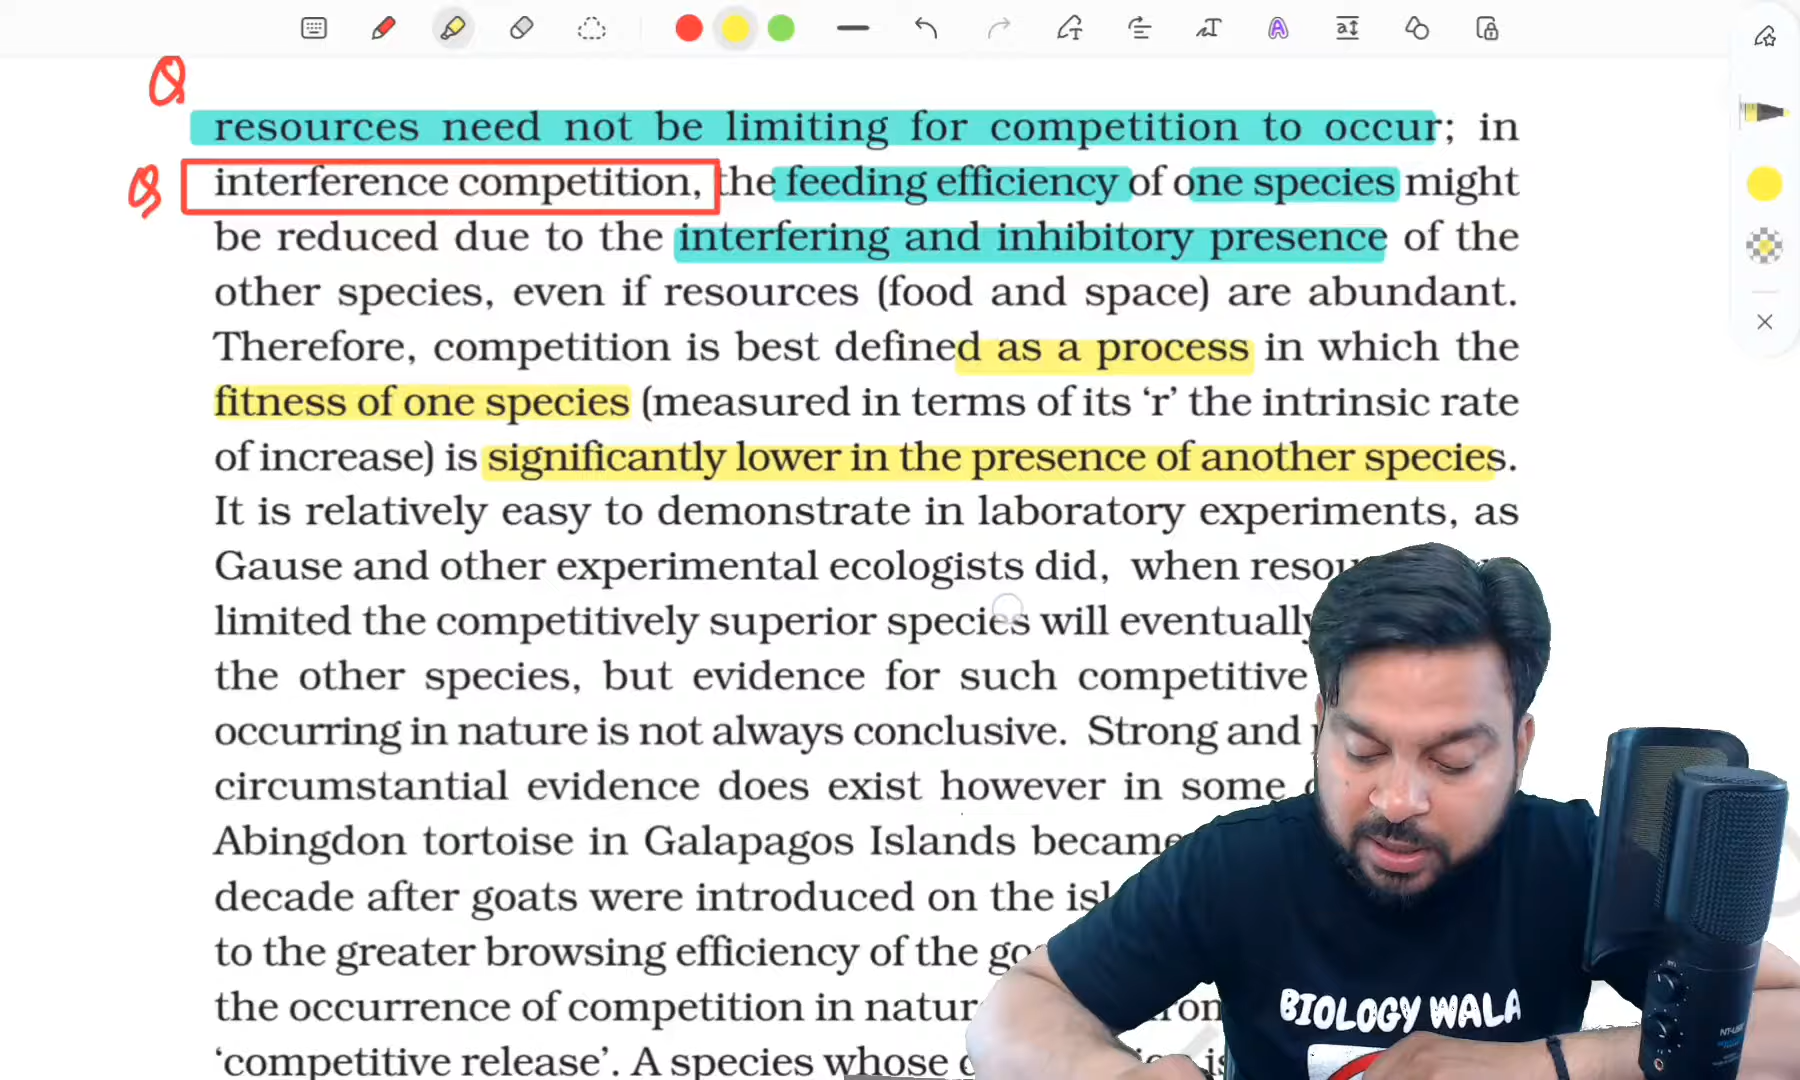 Q
resources need not be limiting for competition to occur; in
Q
interference competition, the feeding efficiency of one species might
be reduced due to the interfering and inhibitory presence of the
other species, even if resources (food and space) are abundant.
Therefore, competition is best defined as a process in which the
fitness of one species (measured in terms of its ‘r’ the intrinsic rate
of increase) is significantly lower in the presence of another species.
It is relatively easy to demonstrate in laboratory experiments, as
Gause and other experimental ecologists did, when
limited the competitively superior species will eventually
the other species, but evidence for such competitive
occurring in nature is not always conclusive. Strong and
circumstantial evidence does exist however in some
Abingdon tortoise in Galapagos Islands became
decade after goats were introduced on the
to the greater browsing efficiency of the
the occurrence of competition in
‘competitive release’. A species whose
BIOLOGY WALA